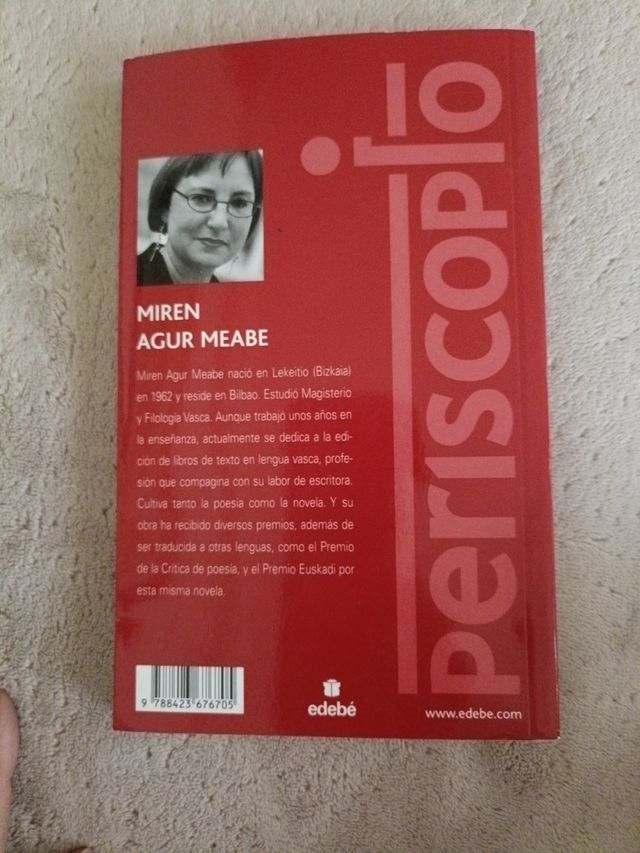 MIREN
AGUR MEABE
Miren Agur Meabe nació en Lekeitio (Bizkaia)
en 1962 y reside en Bilbao. Estudió Magisterio
y Filología Vasca. Aunque trabajó unos años en
la enseñanza, actualmente se dedica a la edi-
ción de libros de texto en lengua vasca, profe-
sión que compagina con su labor de escritora.
Cultiva tanto la poesía como la novela. Y su
obra ha recibido diversos premios, además de
ser traducida a otras lenguas, como el Premio
de la Crítica de poesía, y el Premio Euskadi por
esta misma novela.
periscopio
9 788423 676705
edebé
www.edebe.com